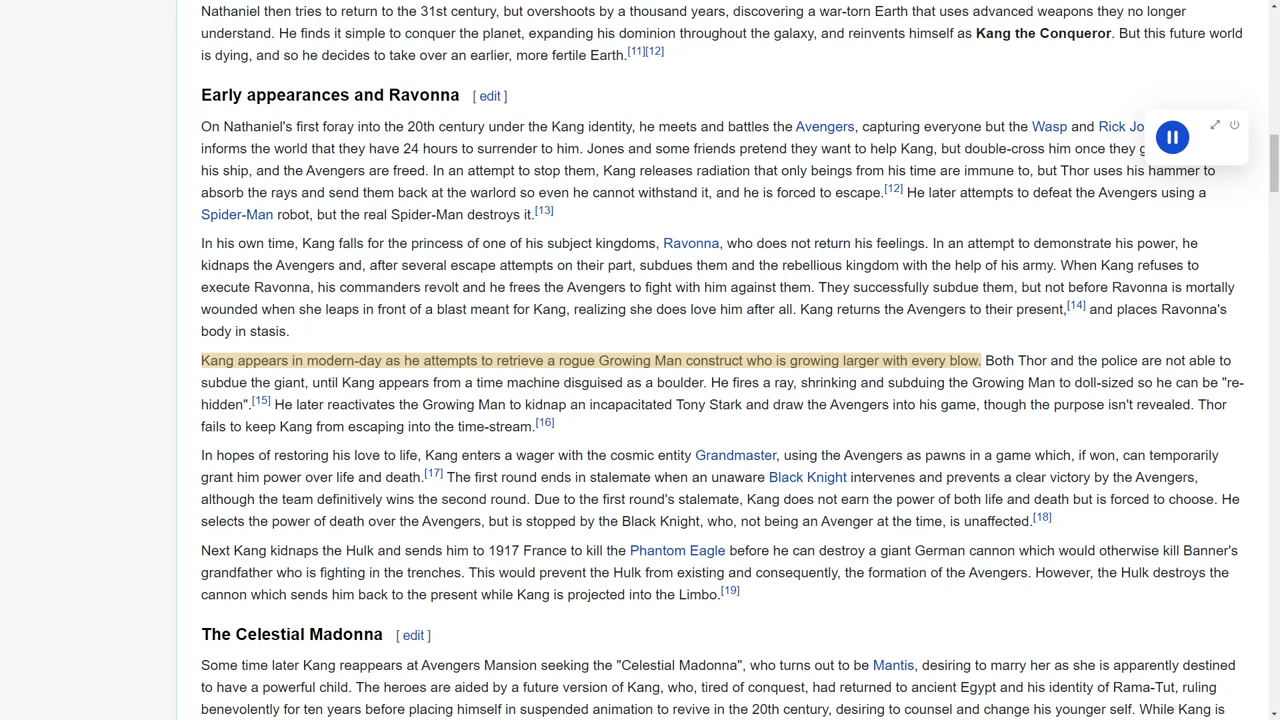 Nathaniel then tries to return to the 31st century, but overshoots by a thousand years, discovering a war-torn Earth that uses advanced weapons they no longer
understand. He finds it simple to conquer the planet, expanding his dominion throughout the galaxy, and reinvents himself as Kang the Conqueror. But this future world
is dying, and so he decides to take over an earlier, more fertile Earth.[11][12]
Early appearances and Ravonna [ edit ]
On Nathaniel's first foray into the 20th century under the Kang identity, he meets and battles the Avengers, capturing everyone but the Wasp and Rick Jo
informs the world that they have 24 hours to surrender to him. Jones and some friends pretend they want to help Kang, but double-cross him once they g
his ship, and the Avengers are freed. In an attempt to stop them, Kang releases radiation that only beings from his time are immune to, but Thor uses his hammer to
absorb the rays and send them back at the warlord so even he cannot withstand it, and he is forced to escape.[12] He later attempts to defeat the Avengers using a
Spider-Man robot, but the real Spider-Man destroys it.[13]
In his own time, Kang falls for the princess of one of his subject kingdoms, Ravonna, who does not return his feelings. In an attempt to demonstrate his power, he
kidnaps the Avengers and, after several escape attempts on their part, subdues them and the rebellious kingdom with the help of his army. When Kang refuses to
execute Ravonna, his commanders revolt and he frees the Avengers to fight with him against them. They successfully subdue them, but not before Ravonna is mortally
wounded when she leaps in front of a blast meant for Kang, realizing she does love him after all. Kang returns the Avengers to their present,[14] and places Ravonna's
body in stasis.
Kang appears in modern-day as he attempts to retrieve a rogue Growing Man construct who is growing larger with every blow. Both Thor and the police are not able to
subdue the giant, until Kang appears from a time machine disguised as a boulder. He fires a ray, shrinking and subduing the Growing Man to doll-sized so he can be "re-
hidden".[15] He later reactivates the Growing Man to kidnap an incapacitated Tony Stark and draw the Avengers into his game, though the purpose isn't revealed. Thor
fails to keep Kang from escaping into the time-stream.[16]
In hopes of restoring his love to life, Kang enters a wager with the cosmic entity Grandmaster, using the Avengers as pawns in a game which, if won, can temporarily
grant him power over life and death.[17] The first round ends in stalemate when an unaware Black Knight intervenes and prevents a clear victory by the Avengers,
although the team definitively wins the second round. Due to the first round's stalemate, Kang does not earn the power of both life and death but is forced to choose. He
selects the power of death over the Avengers, but is stopped by the Black Knight, who, not being an Avenger at the time, is unaffected.[18]
Next Kang kidnaps the Hulk and sends him to 1917 France to kill the Phantom Eagle before he can destroy a giant German cannon which would otherwise kill Banner's
grandfather who is fighting in the trenches. This would prevent the Hulk from existing and consequently, the formation of the Avengers. However, the Hulk destroys the
cannon which sends him back to the present while Kang is projected into the Limbo.[19]
The Celestial Madonna [ edit ]
Some time later Kang reappears at Avengers Mansion seeking the "Celestial Madonna", who turns out to be Mantis, desiring to marry her as she is apparently destined
to have a powerful child. The heroes are aided by a future version of Kang, who, tired of conquest, had returned to ancient Egypt and his identity of Rama-Tut, ruling
benevolently for ten years before placing himself in suspended animation to revive in the 20th century, desiring to counsel and change his younger self. While Kang is